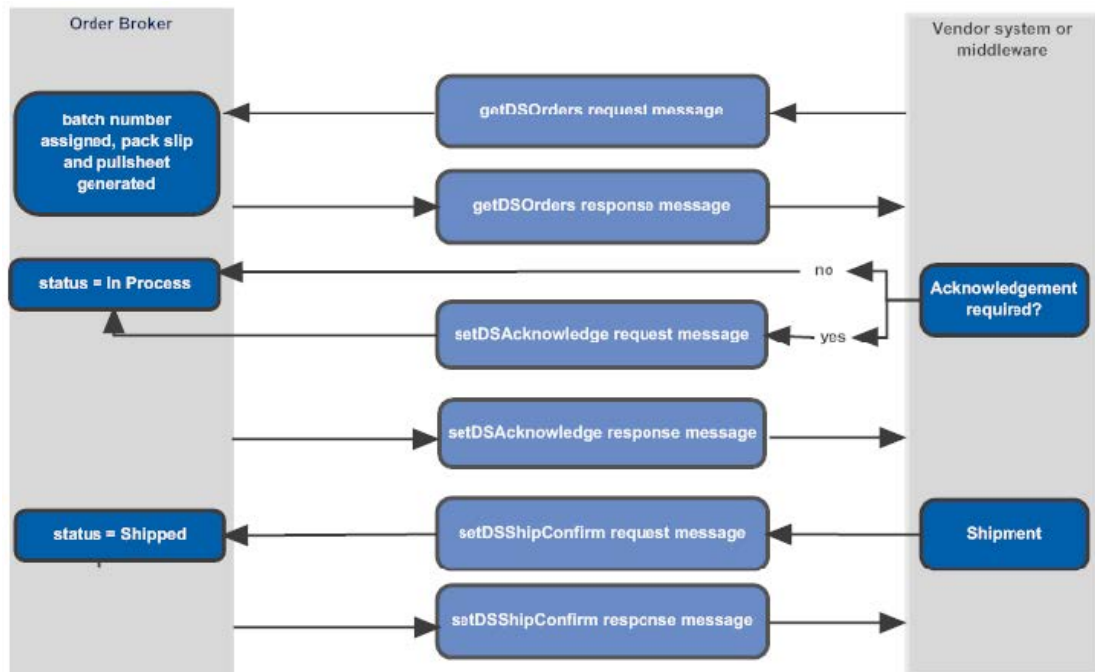 Order Broker
Vendor system or
middleware
getDSOrders request message
batch number
assigned, pack slip
and pullsheet
generated
getDSOrders response message
no
status = In Process
Acknowledgement
required?
setDSAcknowledge request message
yes
setDSAcknowledge response message
status = Shipped
setDSShipConfirm request message
Shipment
setDSShipConfirm response message